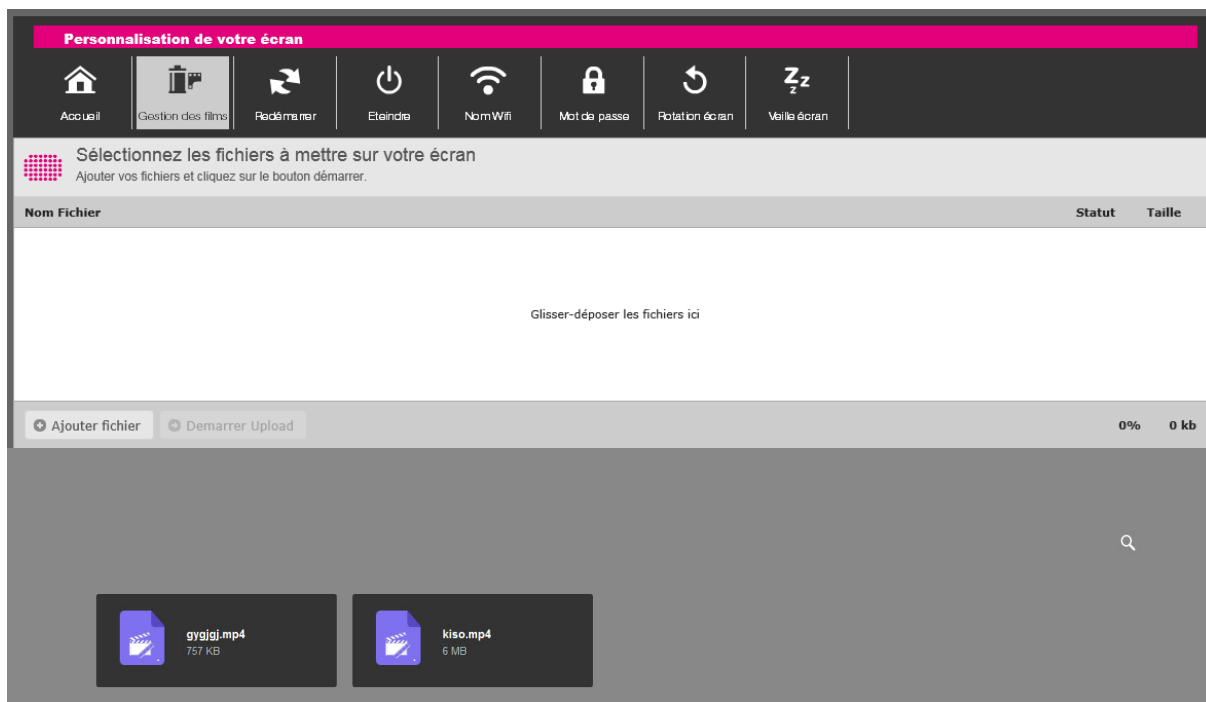 Personnalisation de votre écran
Accueil Gestion des films Redémarrer Eteindre Nom Wifi Mot de passe Rotation écran Veille écran
Sélectionnez les fichiers à mettre sur votre écran
Ajouter vos fichiers et cliquez sur le bouton démarrer.
Nom Fichier Statut Taille
Glisser-déposer les fichiers ici
Ajouter fichier Demarrer Upload 0% 0 kb
gygjgj.mp4 kiso.mp4
757 KB 6 MB